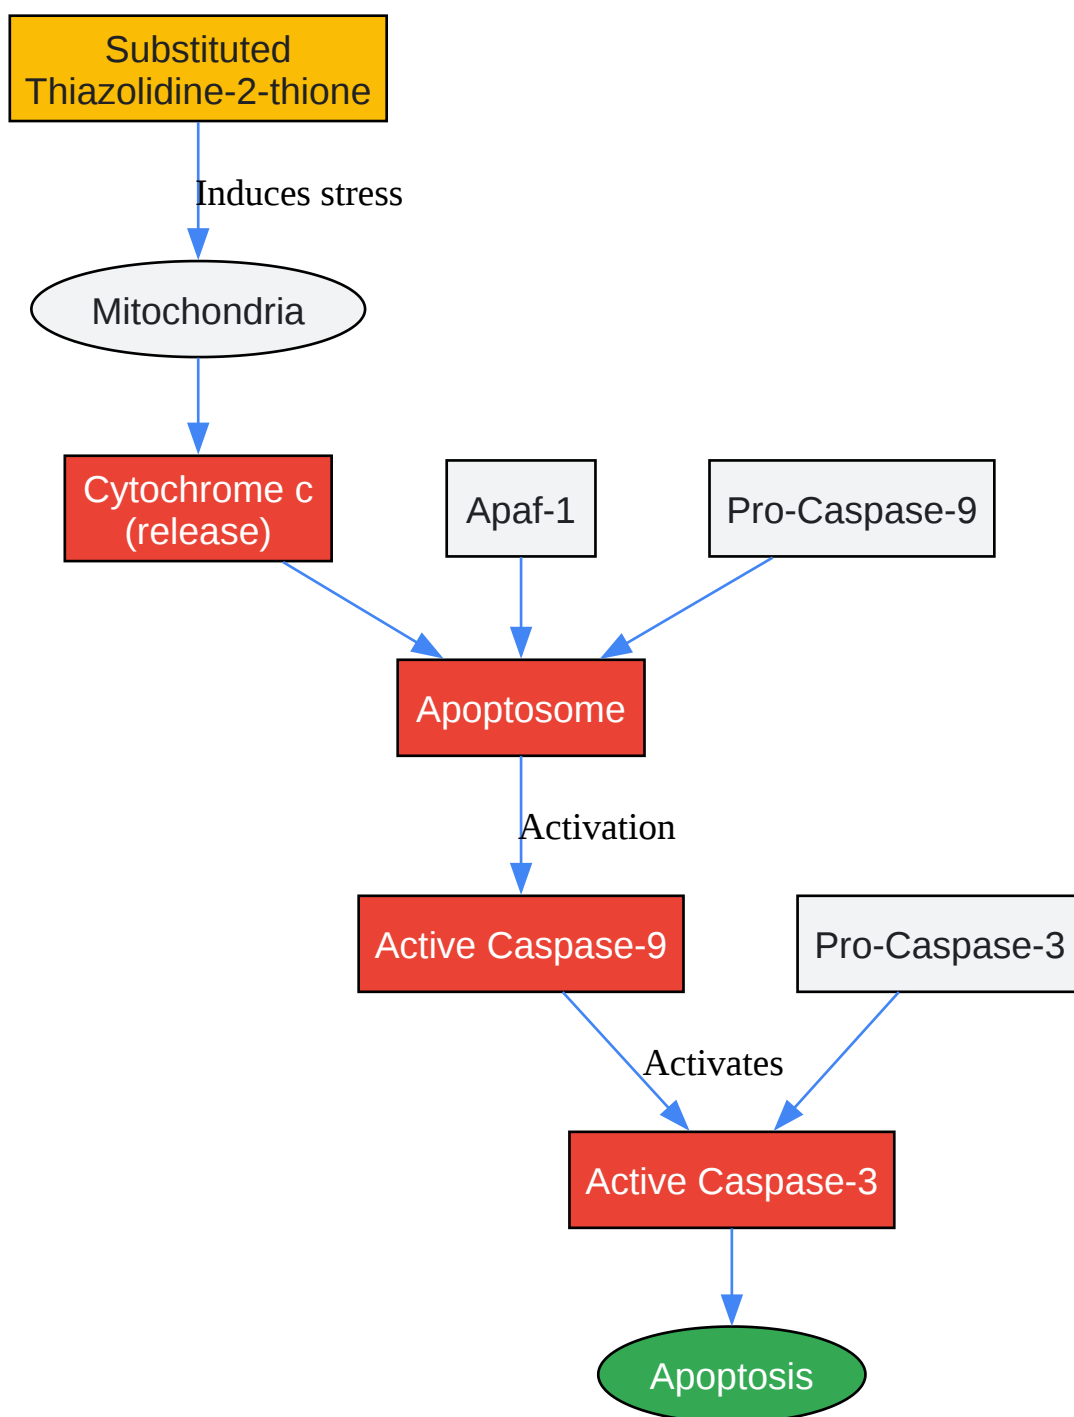 Substituted
Thiazolidine-2-thione
Induces stress
Mitochondria
Cytochrome c
(release)
Apaf-1
Pro-Caspase-9
Apoptosome
Activation
Active Caspase-9
Pro-Caspase-3
Activates
Active Caspase-3
Apoptosis